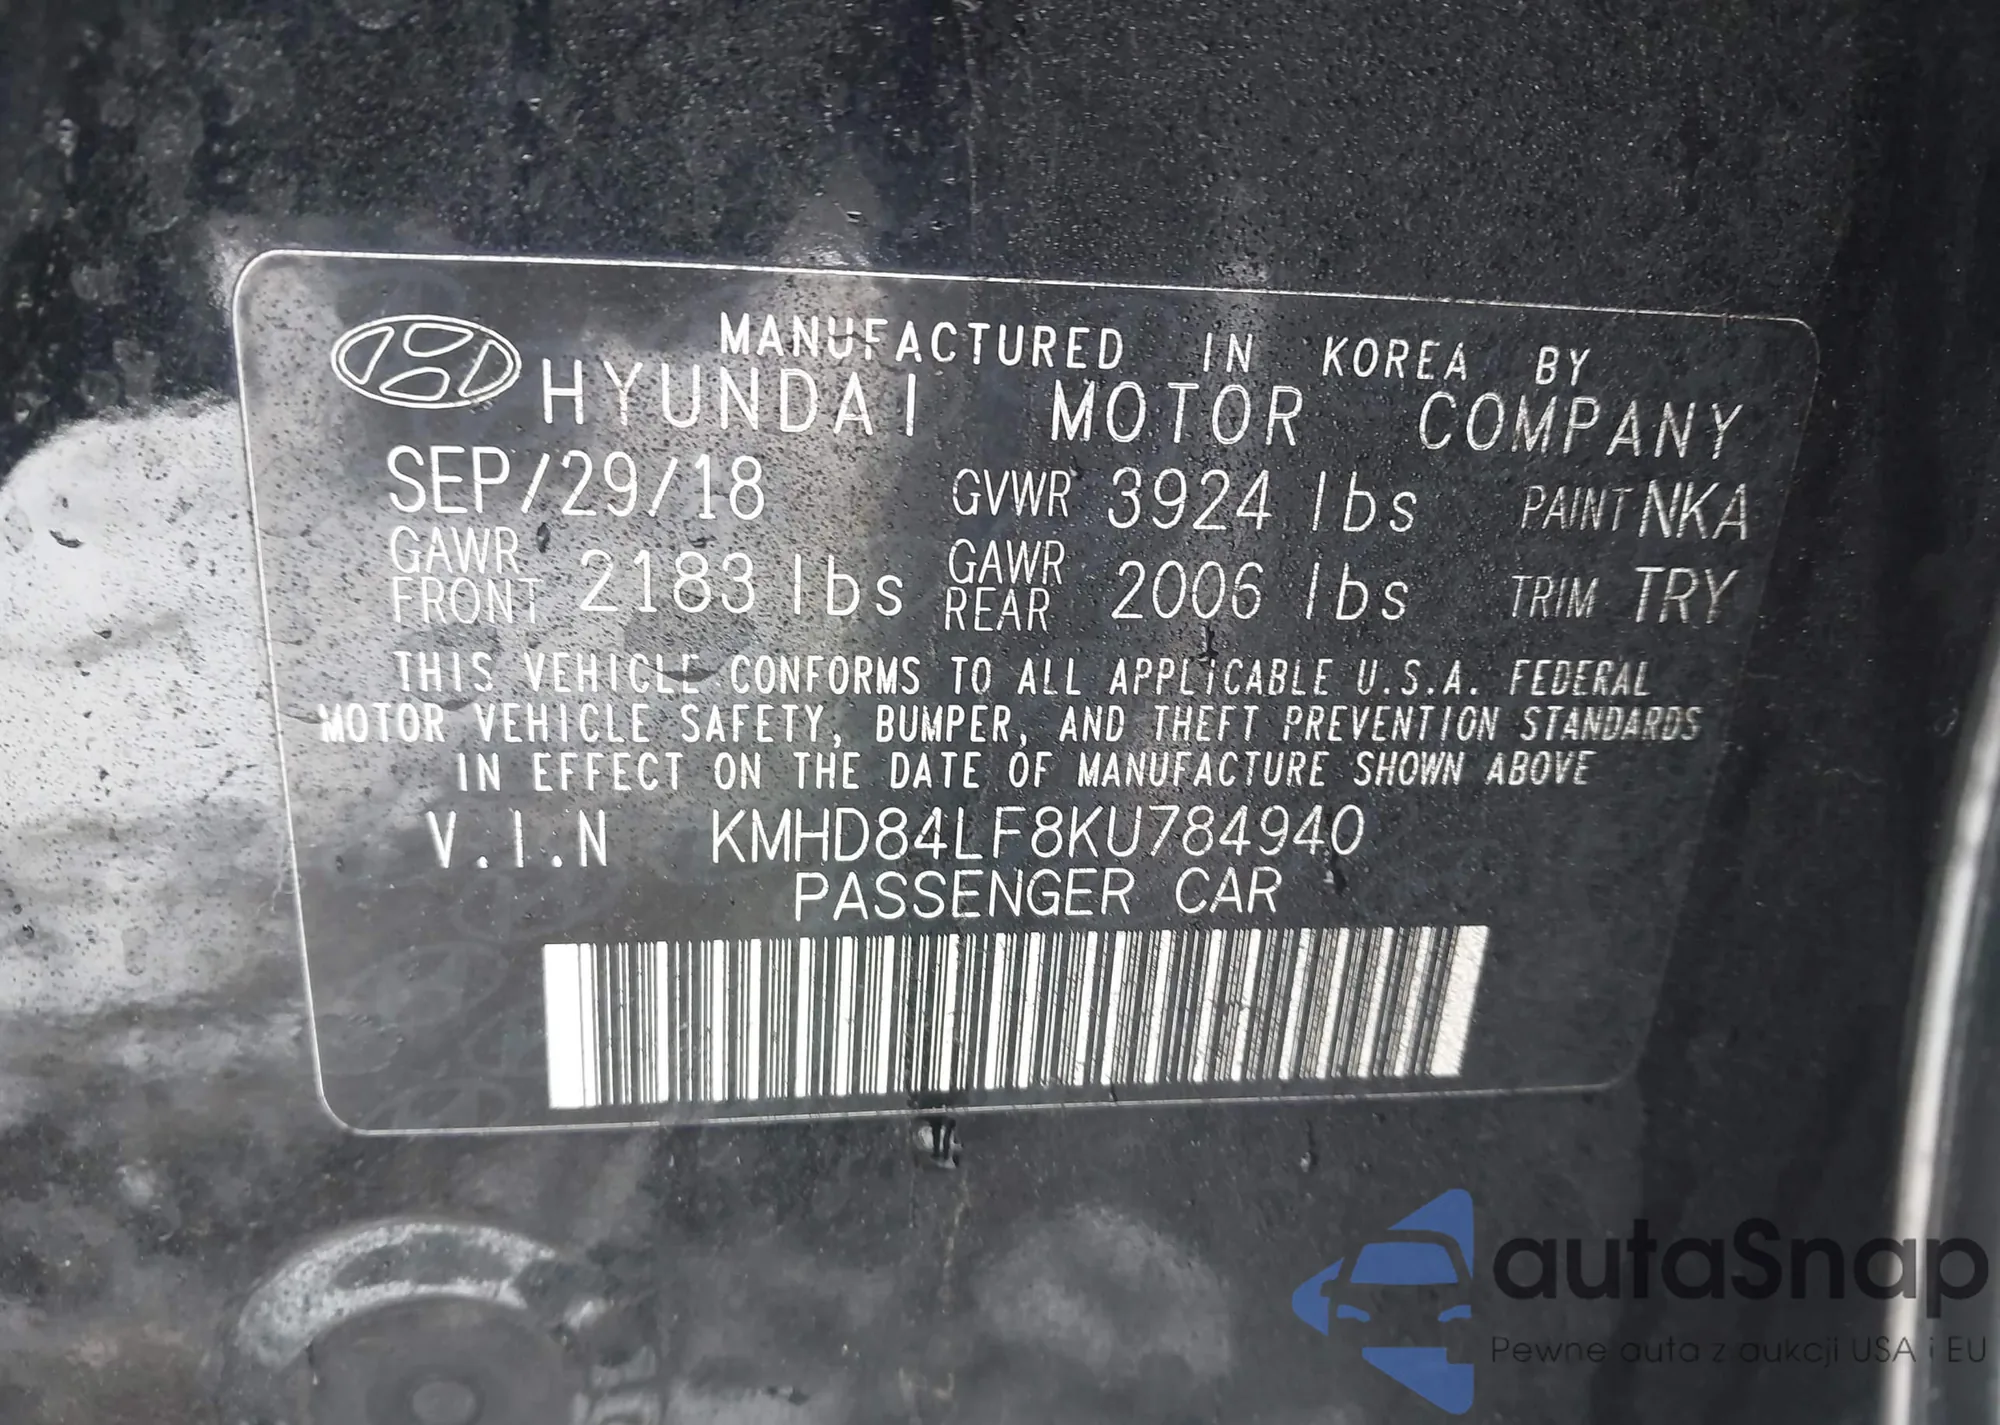 MANUFACTURED IN KOREA BY
HYUNDAI MOTOR COMPANY
SEP/29/18 GVWR 3924 lbs PAINT NKA
GAWR FRONT 2183 lbs GAWR REAR 2006 lbs TRIM TRY
THIS VEHICLE CONFORMS TO ALL APPLICABLE U.S.A. FEDERAL
MOTOR VEHICLE SAFETY, BUMPER, AND THEFT PREVENTION STANDARDS
IN EFFECT ON THE DATE OF MANUFACTURE SHOWN ABOVE
V.I.N KMHD84LF8KU784940
PASSENGER CAR
autaSnap
Pewne auta z aukcji USA i EU